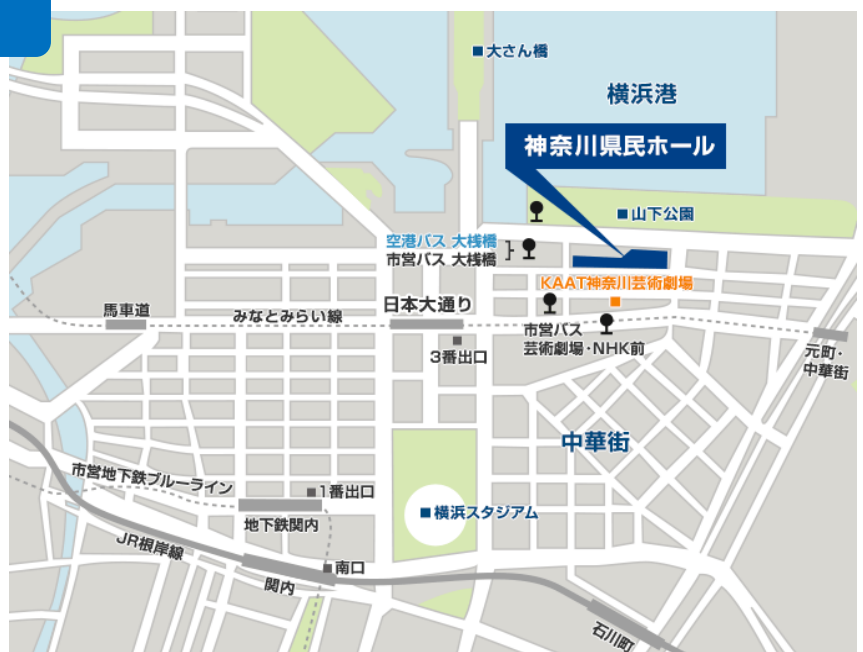 大さん橋
横浜港
神奈川県民ホール
山下公園
空港バス 大桟橋
市営バス 大桟橋
KAAT神奈川芸術劇場
馬車道
みなとみらい線
日本大通り
市営バス
芸術劇場・NHK前
3番出口
元町・
中華街
中華街
市営地下鉄ブルーライン
1番出口
地下鉄関内
横浜スタジアム
JR根岸線
南口
関内
石川町